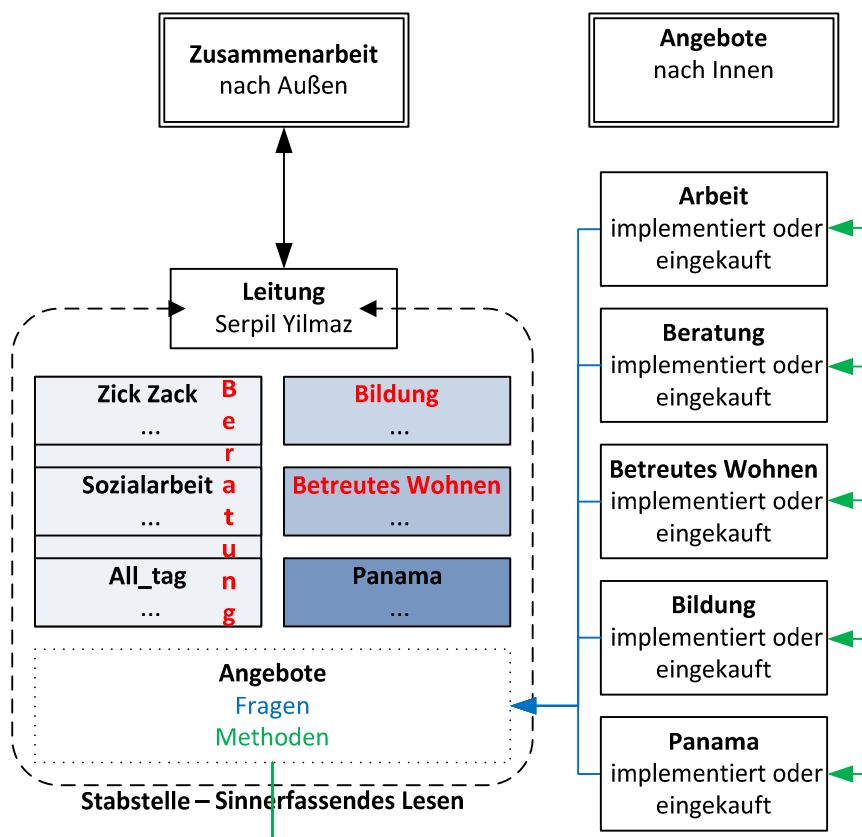 Zusammenarbeit
nach Außen
Angebote
nach Innen
Leitung
Serpil Yilmaz
Zick Zack
...
Sozialarbeit
...
All_tag
...
Beratung
Bildung
...
Betreutes Wohnen
...
Panama
...
Angebote
Fragen
Methoden
Stabstelle – Sinnerfassendes Lesen
Arbeit
implementiert oder
eingekauft
Beratung
implementiert oder
eingekauft
Betreutes Wohnen
implementiert oder
eingekauft
Bildung
implementiert oder
eingekauft
Panama
implementiert oder
eingekauft